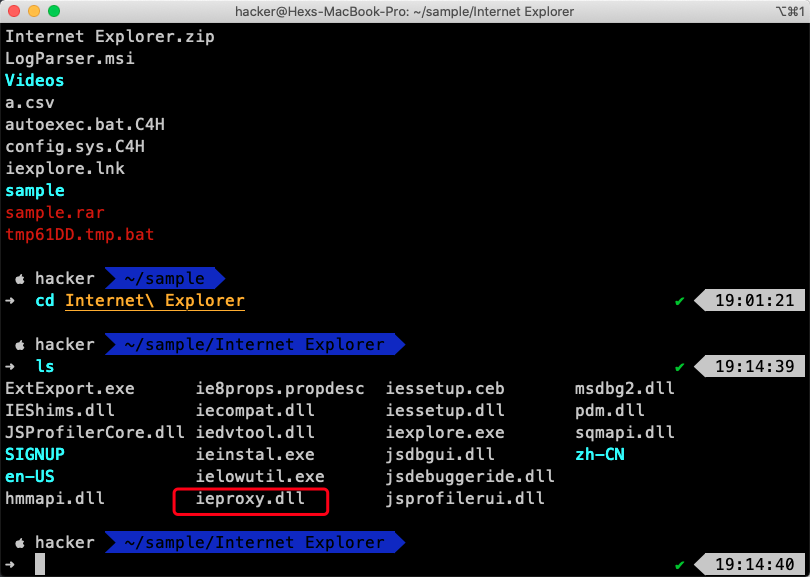 hacker@Hexs-MacBook-Pro: ~/sample/Internet Explorer ⌥⌘1
Internet Explorer.zip
LogParser.msi
Videos
a.csv
autoexec.bat.C4H
config.sys.C4H
iexplore.lnk
sample
sample.rar
tmp61DD.tmp.bat
hacker ~/sample
➜ cd Internet\ Explorer ✔ 19:01:21
hacker ~/sample/Internet Explorer
➜ ls ✔ 19:14:39
ExtExport.exe ie8props.propdesc iessetup.ceb msdbg2.dll
IEShims.dll iecompat.dll iessetup.dll pdm.dll
JSProfilerCore.dll iedvtool.dll iexplore.exe sqmapi.dll
SIGNUP ieinstal.exe jsdbgui.dll zh-CN
en-US ielowutil.exe jsdebuggeride.dll
hmmapi.dll ieproxy.dll jsprofilerui.dll
hacker ~/sample/Internet Explorer
➜ ✔ 19:14:40